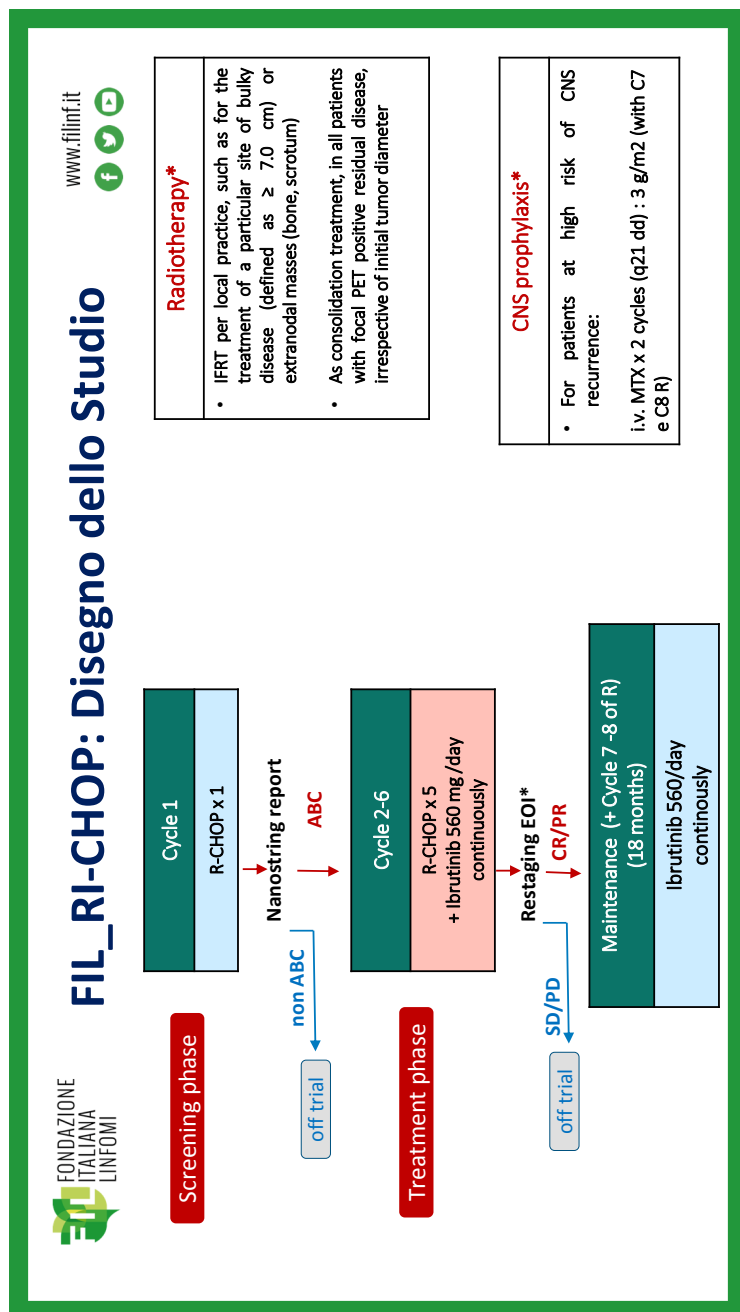 FONDAZIONE
ITALIANA
LINFOMI
FIL_RI-CHOP: Disegno dello Studio
www.filinf.it
Screening phase
Cycle 1
R-CHOP x 1
Nanostring report
non ABC
ABC
off trial
Treatment phase
Cycle 2-6
R-CHOP x 5
+ Ibrutinib 560 mg /day
continuously
Restaging EOI*
SD/PD
CR/PR
off trial
Maintenance (+ Cycle 7 -8 of R)
(18 months)
Ibrutinib 560/day
continously
Radiotherapy*
• IFRT per local practice, such as for the
treatment of a particular site of bulky
disease (defined as ≥ 7.0 cm) or
extranodal masses (bone, scrotum)
• As consolidation treatment, in all patients
with focal PET positive residual disease,
irrespective of initial tumor diameter
CNS prophylaxis*
• For patients at high risk of CNS
recurrence:
i.v. MTX x 2 cycles (q21 dd) : 3 g/m2 (with C7
e C8 R)